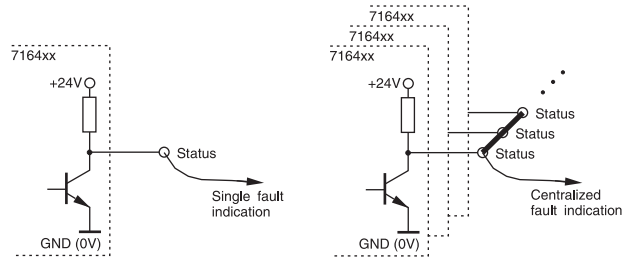 7164xx
+24V
Status
Single fault
indication
GND (0V)
7164xx
7164xx
7164xx
+24V
Status
Status
Status
Centralized
fault indication
GND (0V)